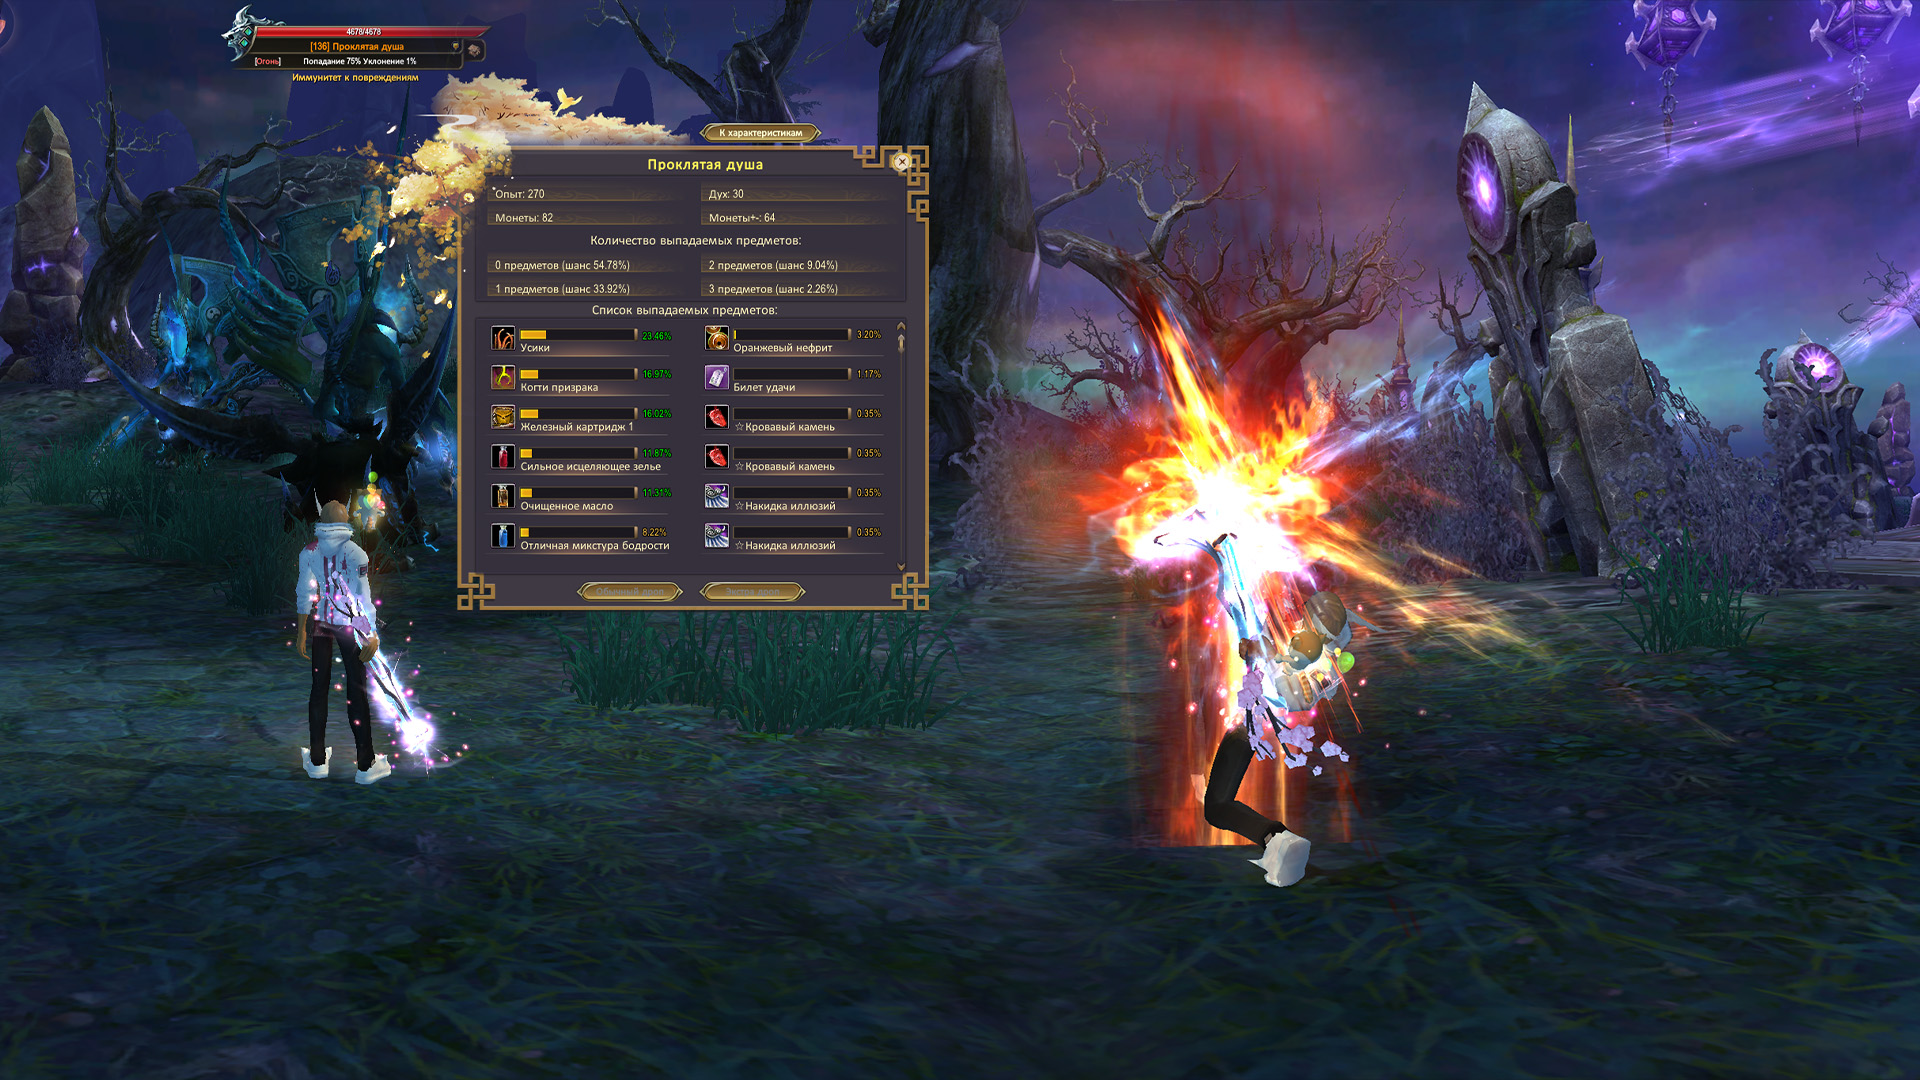 4678/4678
[136] Проклятая душа
[Огонь] Попадание 75% Уклонение 1%
Иммунитет к повреждениям
К характеристикам
Проклятая душа
Опыт: 270
Дух: 30
Монеты: 82
Монеты+-: 64
Количество выпадаемых предметов:
0 предметов (шанс 54.78%)
2 предметов (шанс 9.04%)
1 предметов (шанс 33.92%)
3 предметов (шанс 2.26%)
Список выпадаемых предметов:
23.46%
Усики
3.20%
Оранжевый нефрит
16.97%
Когти призрака
1.17%
Билет удачи
16.02%
Железный картридж 1
0.35%
☆Кровавый камень
11.87%
Сильное исцеляющее зелье
0.35%
☆Кровавый камень
11.31%
Очищенное масло
0.35%
☆Накидка иллюзий
8.22%
Отличная микстура бодрости
0.35%
☆Накидка иллюзий
Обычный дроп
Экстра дроп